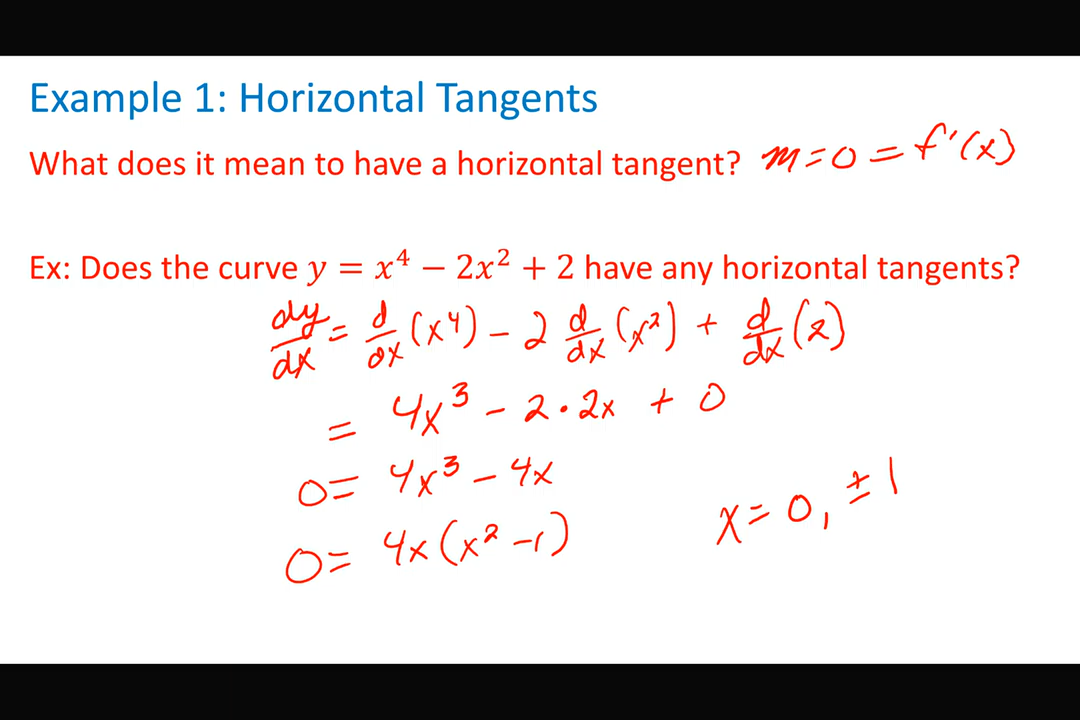 Example 1: Horizontal Tangents
What does it mean to have a horizontal tangent? m=0=f'(x)
Ex: Does the curve y = x⁴ − 2x² + 2 have any horizontal tangents?
dy/dx = d/dx (x⁴) − 2 d/dx (x²) + d/dx (2)
= 4x³ − 2 · 2x + 0
0 = 4x³ − 4x
0 = 4x(x² −1)
x = 0, ± 1